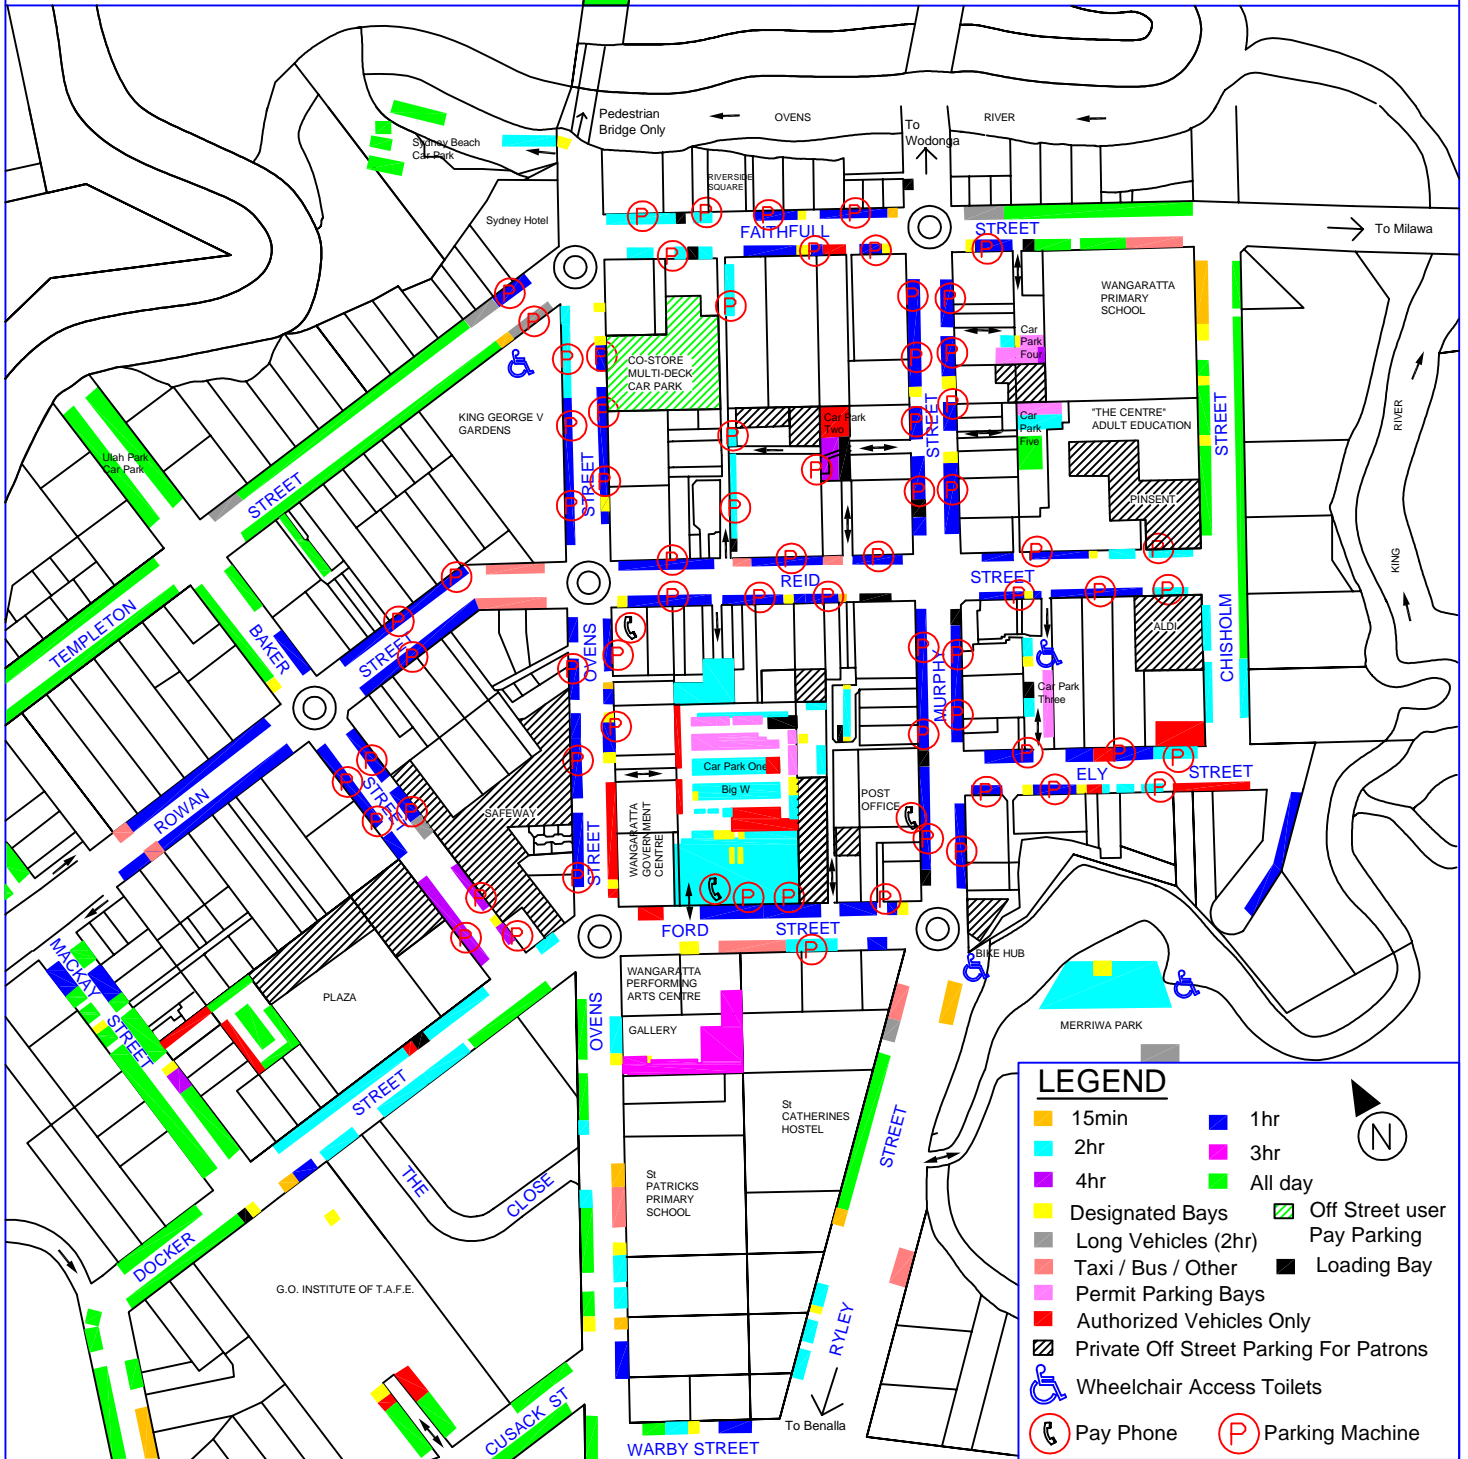 Pedestrian
Bridge Only
OVENS
RIVER
To
Wodonga
Sydney Beach
Car Park
RIVERSIDE
SQUARE
Sydney Hotel
FAITHFULL
STREET
To Milawa
WANGARATTA
PRIMARY
SCHOOL
Car
Park
Four
CO-STORE
MULTI-DECK
CAR PARK
KING GEORGE V
GARDENS
Car Park
Two
Car
Park
Five
"THE CENTRE"
ADULT EDUCATION
STREET
STREET
RIVER
Ulah Park
Car Park
STREET
STREET
PINSENT
KING
REID
STREET
TEMPLETON
BAKER
STREET
OVENS
MURPHY
ALDI
CHISHOLM
Car Park
Three
Car Park One
Big W
ELY
STREET
ROWAN
STREET
SAFEWAY
STREET
WANGARATTA
GOVERNMENT
CENTRE
POST
OFFICE
FORD
STREET
BIKE HUB
MACKAY
STREET
PLAZA
WANGARATTA
PERFORMING
ARTS CENTRE
GALLERY
OVENS
MERRIWA PARK
STREET
St
CATHERINES
HOSTEL
STREET
THE
CLOSE
St
PATRICKS
PRIMARY
SCHOOL
DOCKER
G.O. INSTITUTE OF T.A.F.E.
RYLEY
To Benalla
CUSACK ST
WARBY STREET
LEGEND
15min
1hr
2hr
3hr
4hr
All day
Designated Bays
Off Street user
Pay Parking
Long Vehicles (2hr)
Taxi / Bus / Other
Loading Bay
Permit Parking Bays
Authorized Vehicles Only
Private Off Street Parking For Patrons
Wheelchair Access Toilets
Pay Phone
P
Parking Machine
N